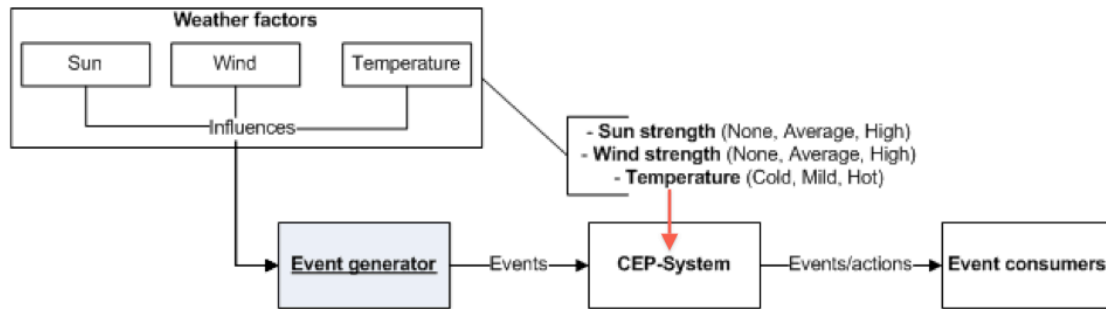 Weather factors
Sun
Wind
Temperature
Influences
- Sun strength (None, Average, High)
- Wind strength (None, Average, High)
- Temperature (Cold, Mild, Hot)
Event generator
Events
CEP-System
Events/actions
Event consumers